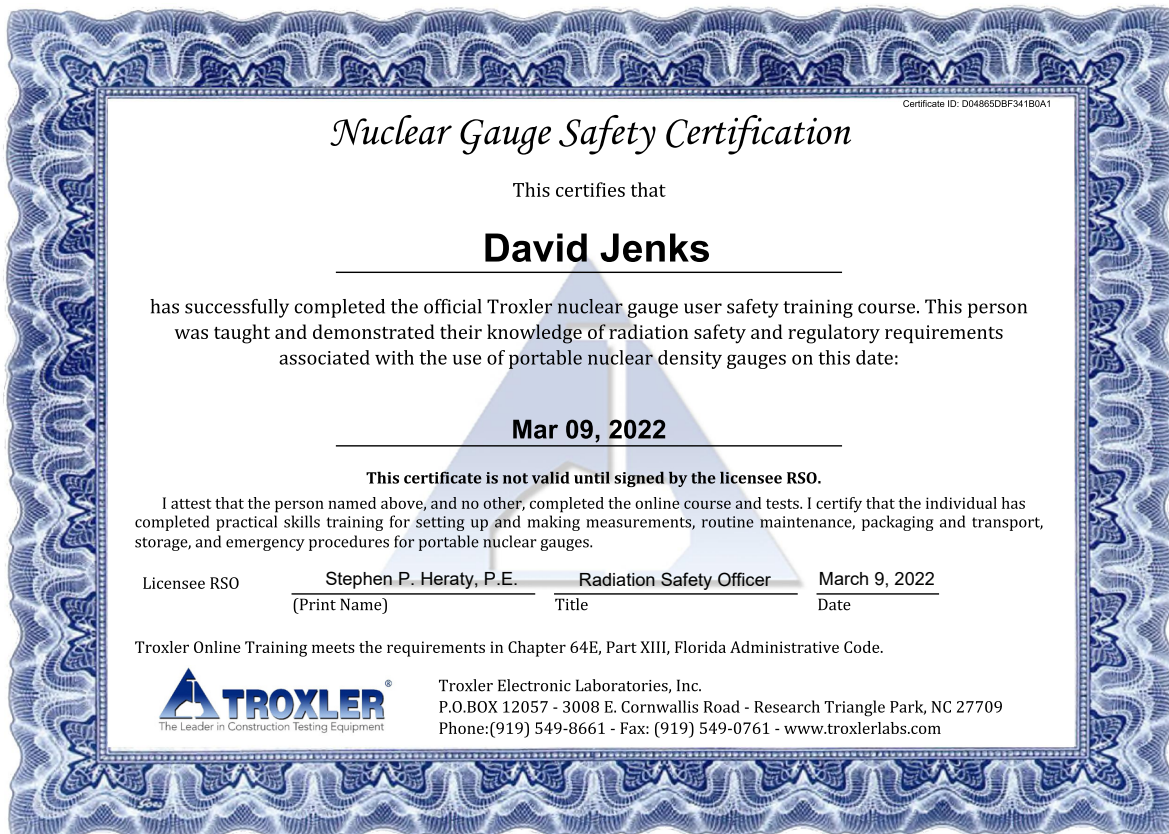 Certificate ID: D04865DBF341B0A1
Nuclear Gauge Safety Certification
This certifies that
David Jenks
has successfully completed the official Troxler nuclear gauge user safety training course. This person
was taught and demonstrated their knowledge of radiation safety and regulatory requirements
associated with the use of portable nuclear density gauges on this date:
Mar 09, 2022
This certificate is not valid until signed by the licensee RSO.
I attest that the person named above, and no other, completed the online course and tests. I certify that the individual has
completed practical skills training for setting up and making measurements, routine maintenance, packaging and transport,
storage, and emergency procedures for portable nuclear gauges.
Licensee RSO Stephen P. Heraty, P.E. Radiation Safety Officer March 9, 2022
(Print Name) Title Date
Troxler Online Training meets the requirements in Chapter 64E, Part XIII, Florida Administrative Code.
TROXLER®
The Leader in Construction Testing Equipment
Troxler Electronic Laboratories, Inc.
P.O.BOX 12057 - 3008 E. Cornwallis Road - Research Triangle Park, NC 27709
Phone:(919) 549-8661 - Fax: (919) 549-0761 - www.troxlerlabs.com